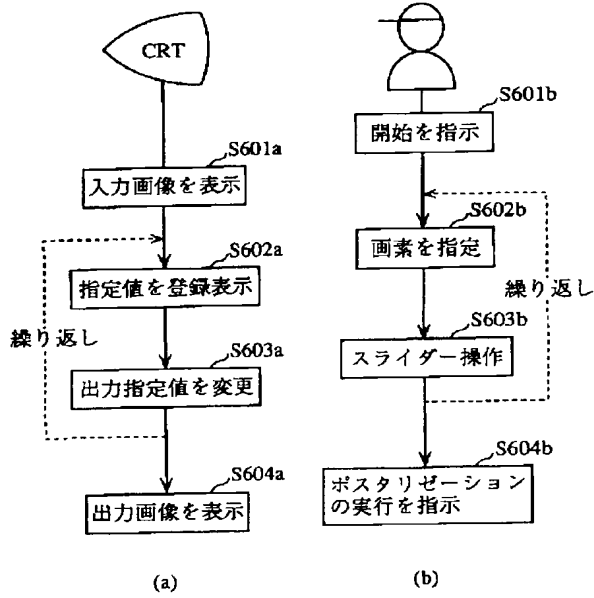 CRT
S601a
入力画像を表示
S602a
指定値を登録表示
繰り返し
S603a
出力指定値を変更
S604a
出力画像を表示
(a)
S601b
開始を指示
S602b
画素を指定
繰り返し
S603b
スライダー操作
S604b
ポスタリゼーション
の実行を指示
(b)